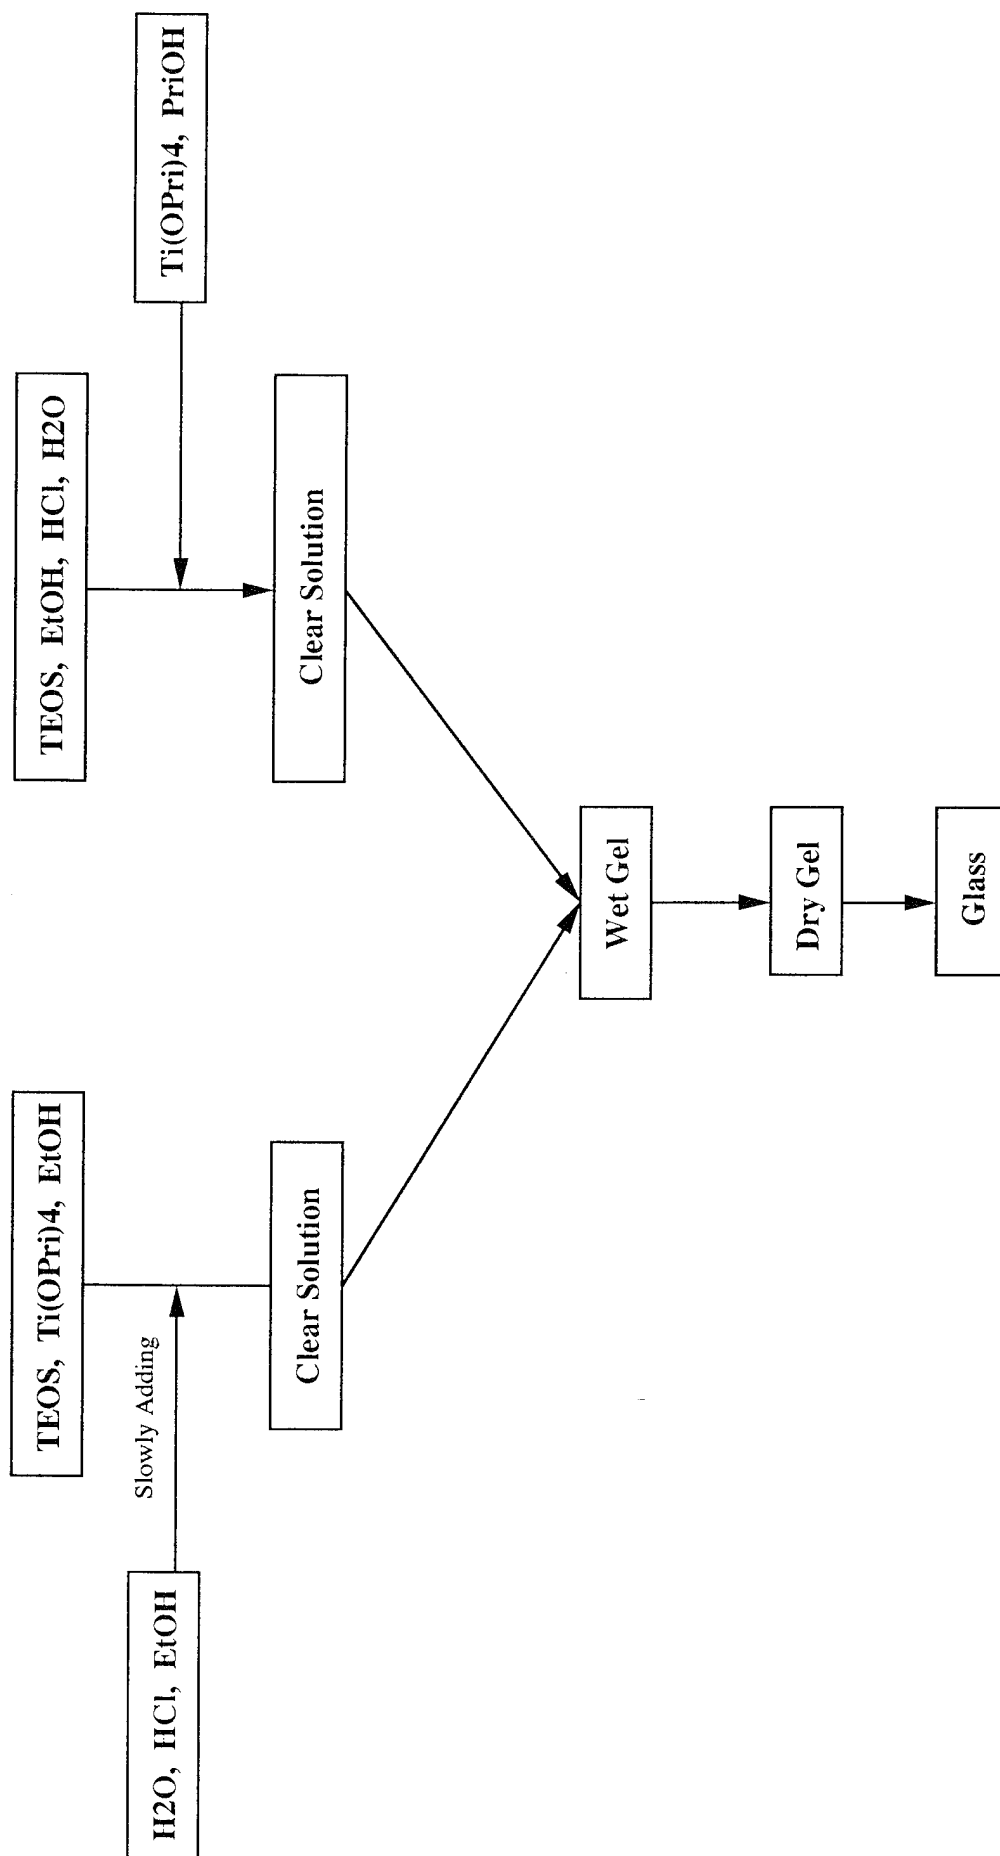 TEOS, Ti(OPri)4, EtOH
H2O, HCl, EtOH
Slowly Adding
Clear Solution
TEOS, EtOH, HCl, H2O
Ti(OPri)4, PriOH
Clear Solution
Wet Gel
Dry Gel
Glass